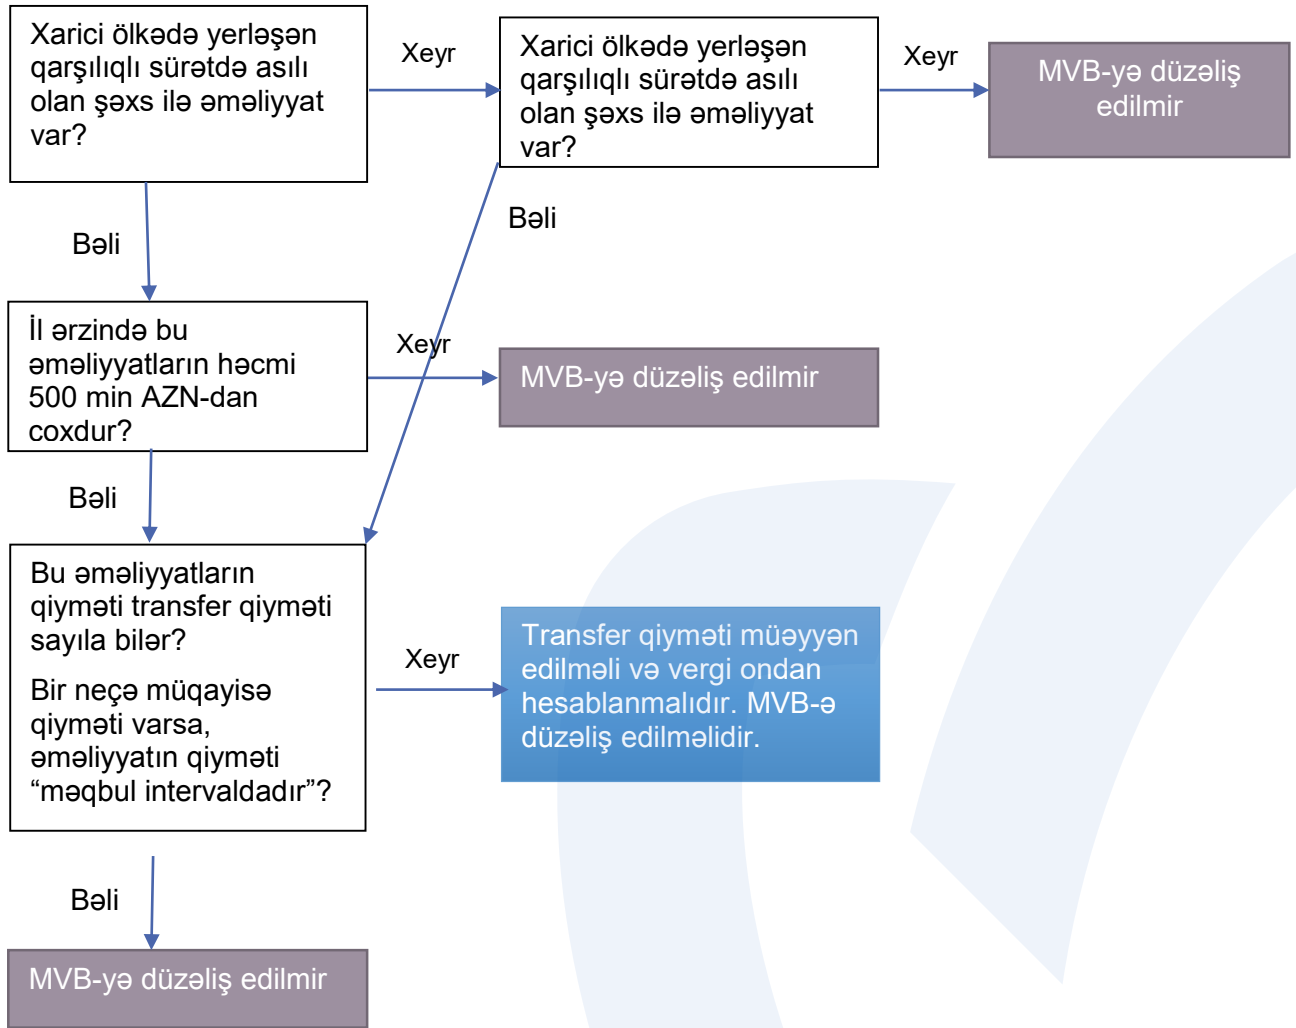 Xarici ölkədə yerləşən
qarşılıqlı sürətdə asılı
olan şəxs ilə əməliyyat
var?
Xeyr
Xarici ölkədə yerləşən
qarşılıqlı sürətdə asılı
olan şəxs ilə əməliyyat
var?
Xeyr
MVB-yə düzəliş
edilmir
Bəli
Bəli
İl ərzində bu
əməliyyatların həcmi
500 min AZN-dan
coxdur?
Xeyr
MVB-yə düzəliş edilmir
Bəli
Bu əməliyyatların
qiyməti transfer qiyməti
sayıla bilər?
Bir neçə müqayisə
qiyməti varsa,
əməliyyatın qiyməti
“məqbul intervaldadır”?
Xeyr
Transfer qiyməti müəyyən
edilməli və vergi ondan
hesablanmalıdır. MVB-ə
düzəliş edilməlidir.
Bəli
MVB-yə düzəliş edilmir